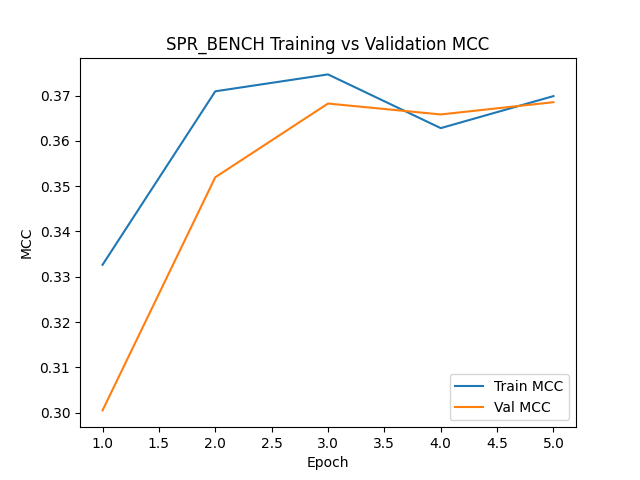 SPR_BENCH Training vs Validation MCC
MCC
0.37
0.36
0.35
0.34
0.33
0.32
0.31
0.30
1.0 1.5 2.0 2.5 3.0 3.5 4.0 4.5 5.0
Epoch
Train MCC
Val MCC